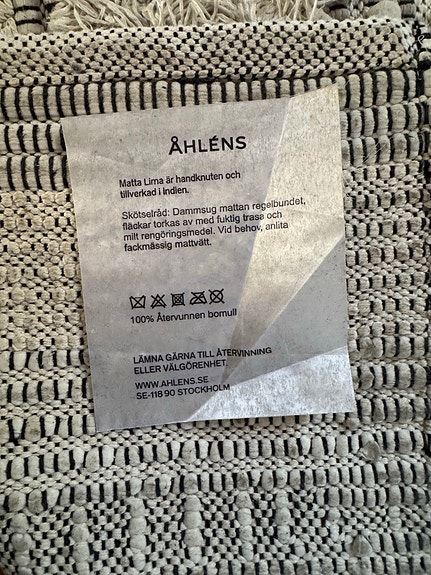 ÅHLÉNS
Matta Lima är handknuten och
tillverkad i Indien.
Skötselråd: Dammsug mattan regelbundet,
fläckar torkas av med fuktig trasa och
milt rengöringsmedel. Vid behov, anlita
fackmässig mattvätt.
100% Återvunnen bomull
LÄMNA GÄRNA TILL ÅTERVINNING
ELLER VÄLGÖRENHET.
WWW.AHLENS.SE
SE-118 90 STOCKHOLM